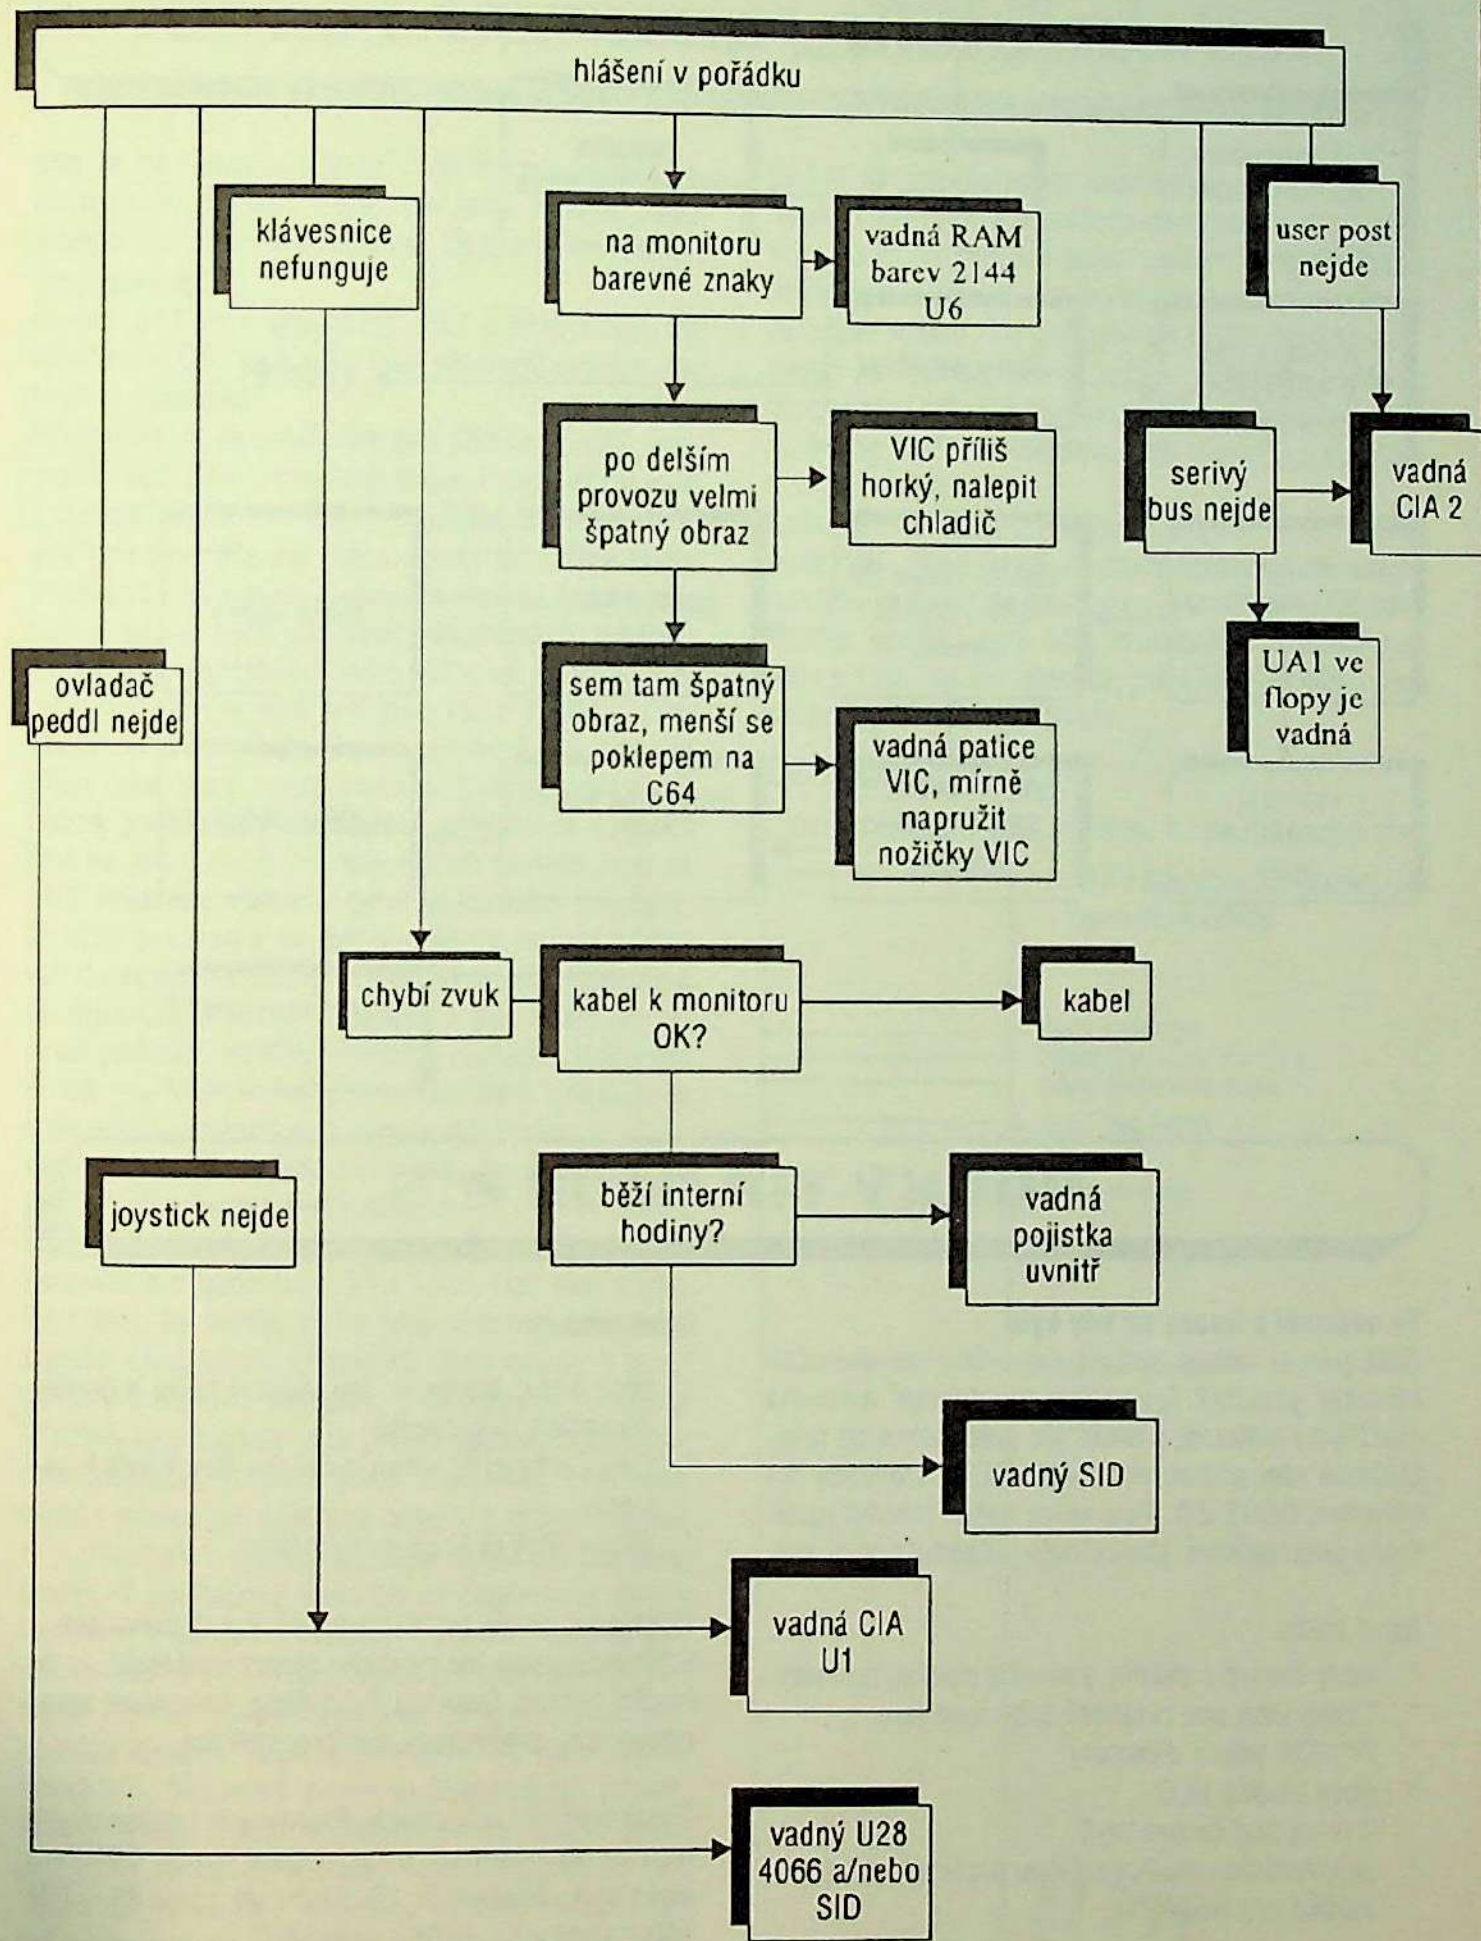 hlášení v pořádku
klávesnice
nefunguje
na monitoru
barevné znaky
vadná RAM
barev 2144
U6
user post
nejde
po delším
provozu velmi
špatný obraz
VIC příliš
horký, nalepit
chladič
serivý
bus nejde
vadná
CIA 2
ovladač
peddl nejde
sem tam špatný
obraz, menší se
poklepem na
C64
vadná patice
VIC, mírně
napružit
nožičky VIC
UA1 ve
flopy je
vadná
chybí zvuk
kabel k monitoru
OK?
kabel
joystick nejde
běží interní
hodiny?
vadná
pojistka
uvnitř
vadný SID
vadná CIA
U1
vadný U28
4066 a/nebo
SID